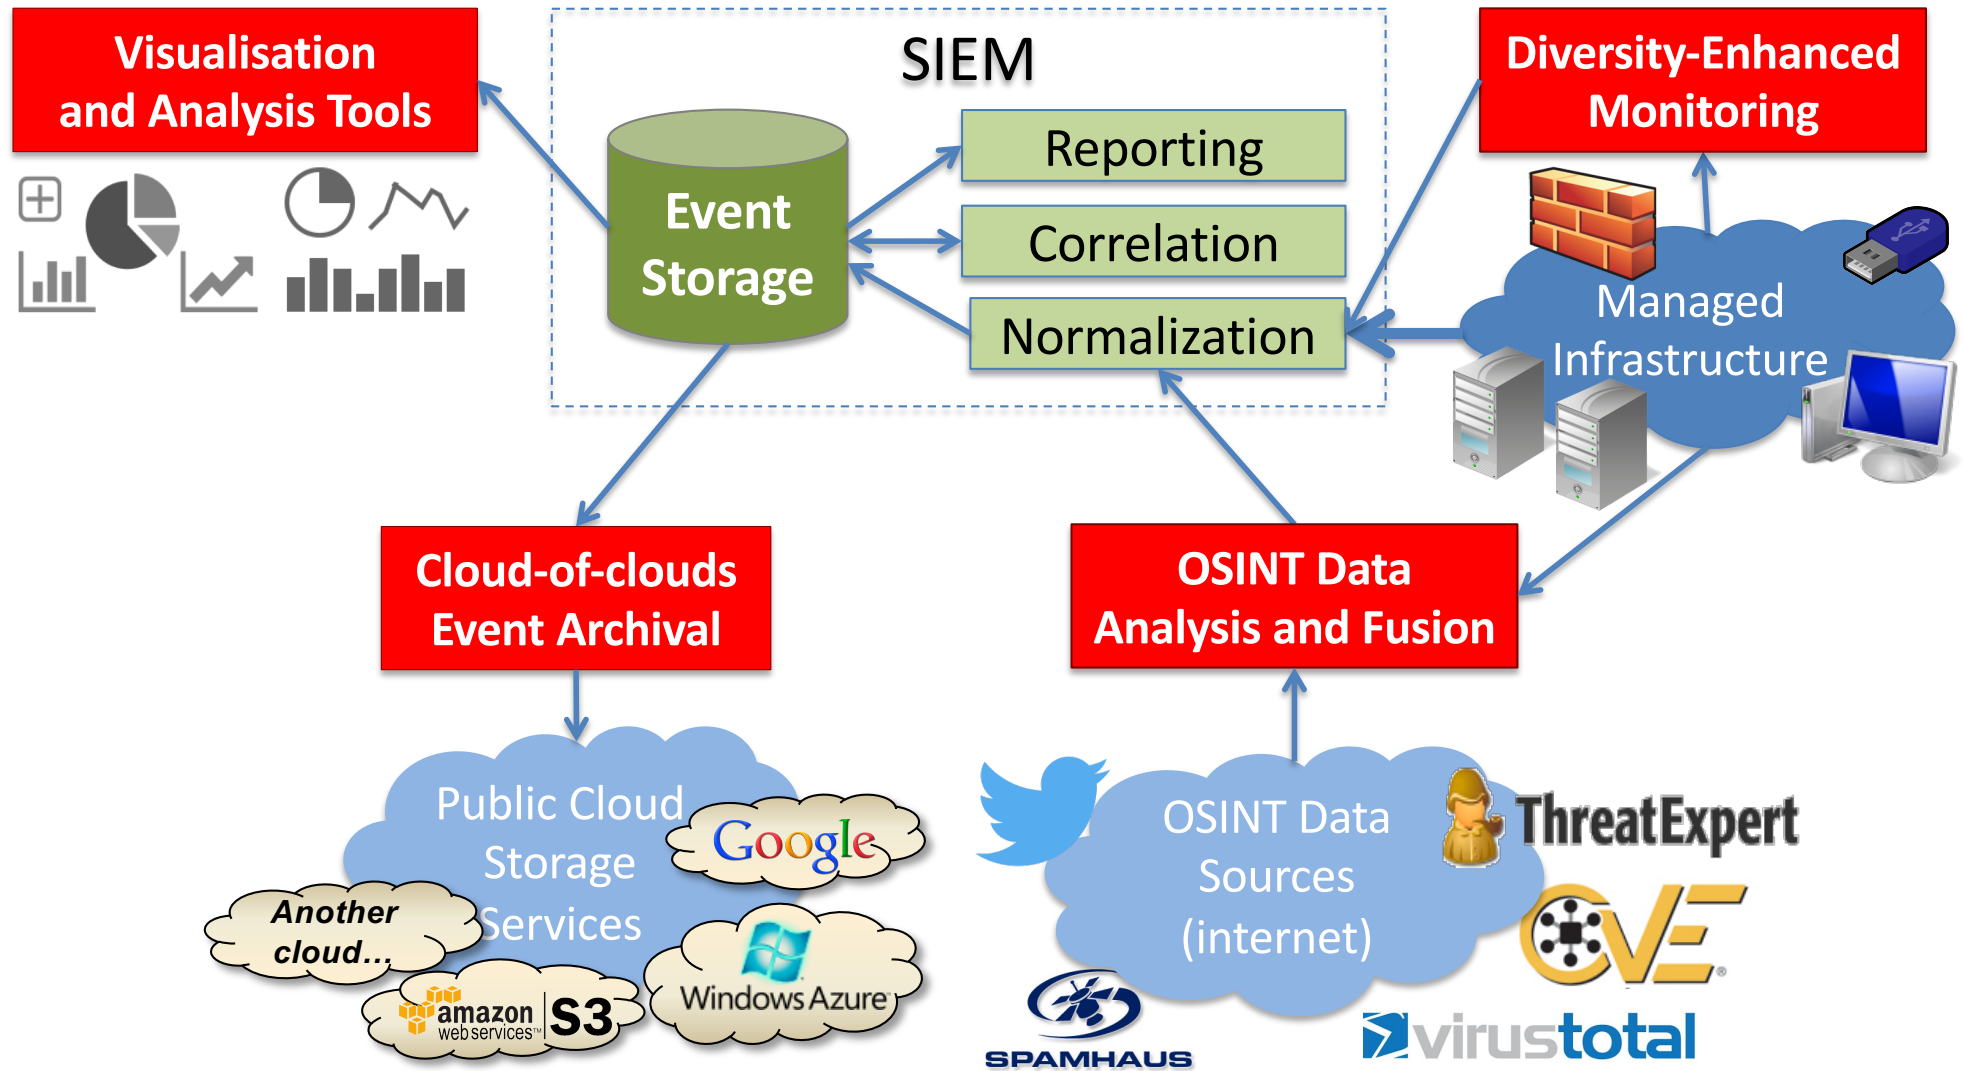 Visualisation
and Analysis Tools
SIEM
Event
Storage
Reporting
Correlation
Normalization
Diversity-Enhanced
Monitoring
Managed
Infrastructure
Cloud-of-clouds
Event Archival
OSINT Data
Analysis and Fusion
Public Cloud
Storage
Services
Google
Another
cloud...
amazon
webservices™
S3
Windows Azure
OSINT Data
Sources
(internet)
ThreatExpert
CVE®
SPAMHAUS
virustotal